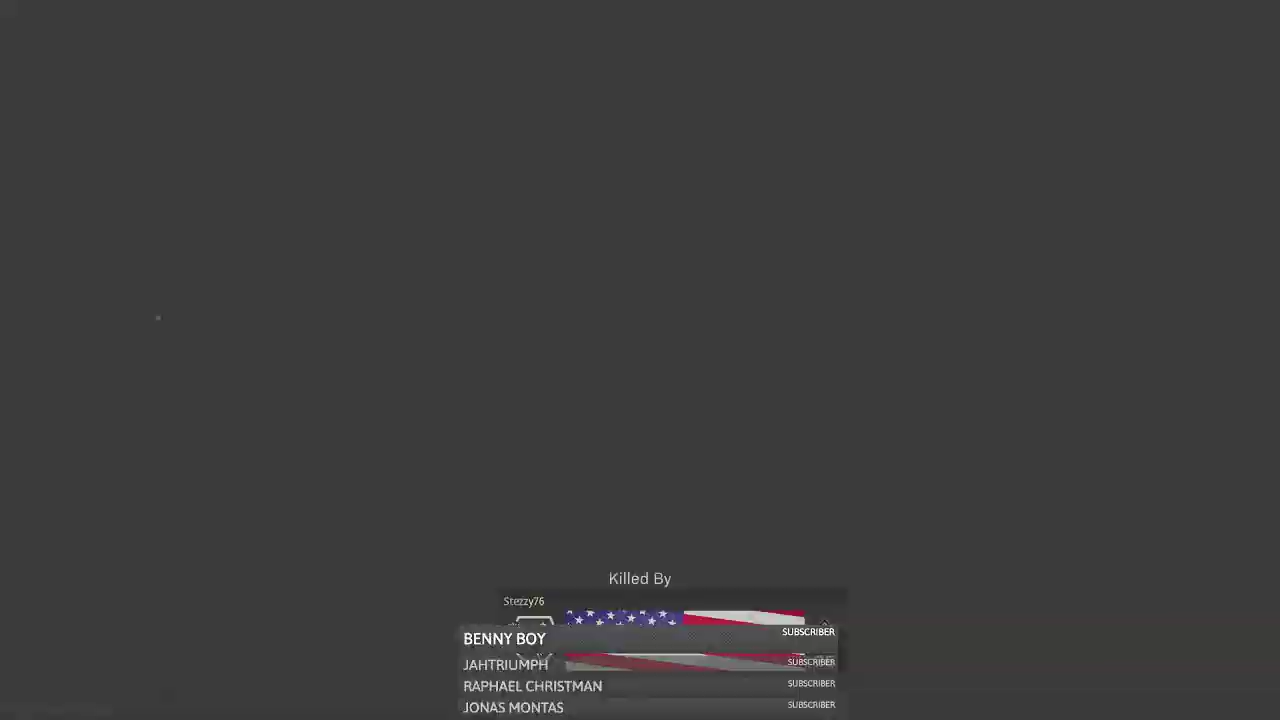 Killed By
Stezzy76
BENNY BOY SUBSCRIBER
JAHTRIUMPH SUBSCRIBER
RAPHAEL CHRISTMAN SUBSCRIBER
JONAS MONTAS SUBSCRIBER